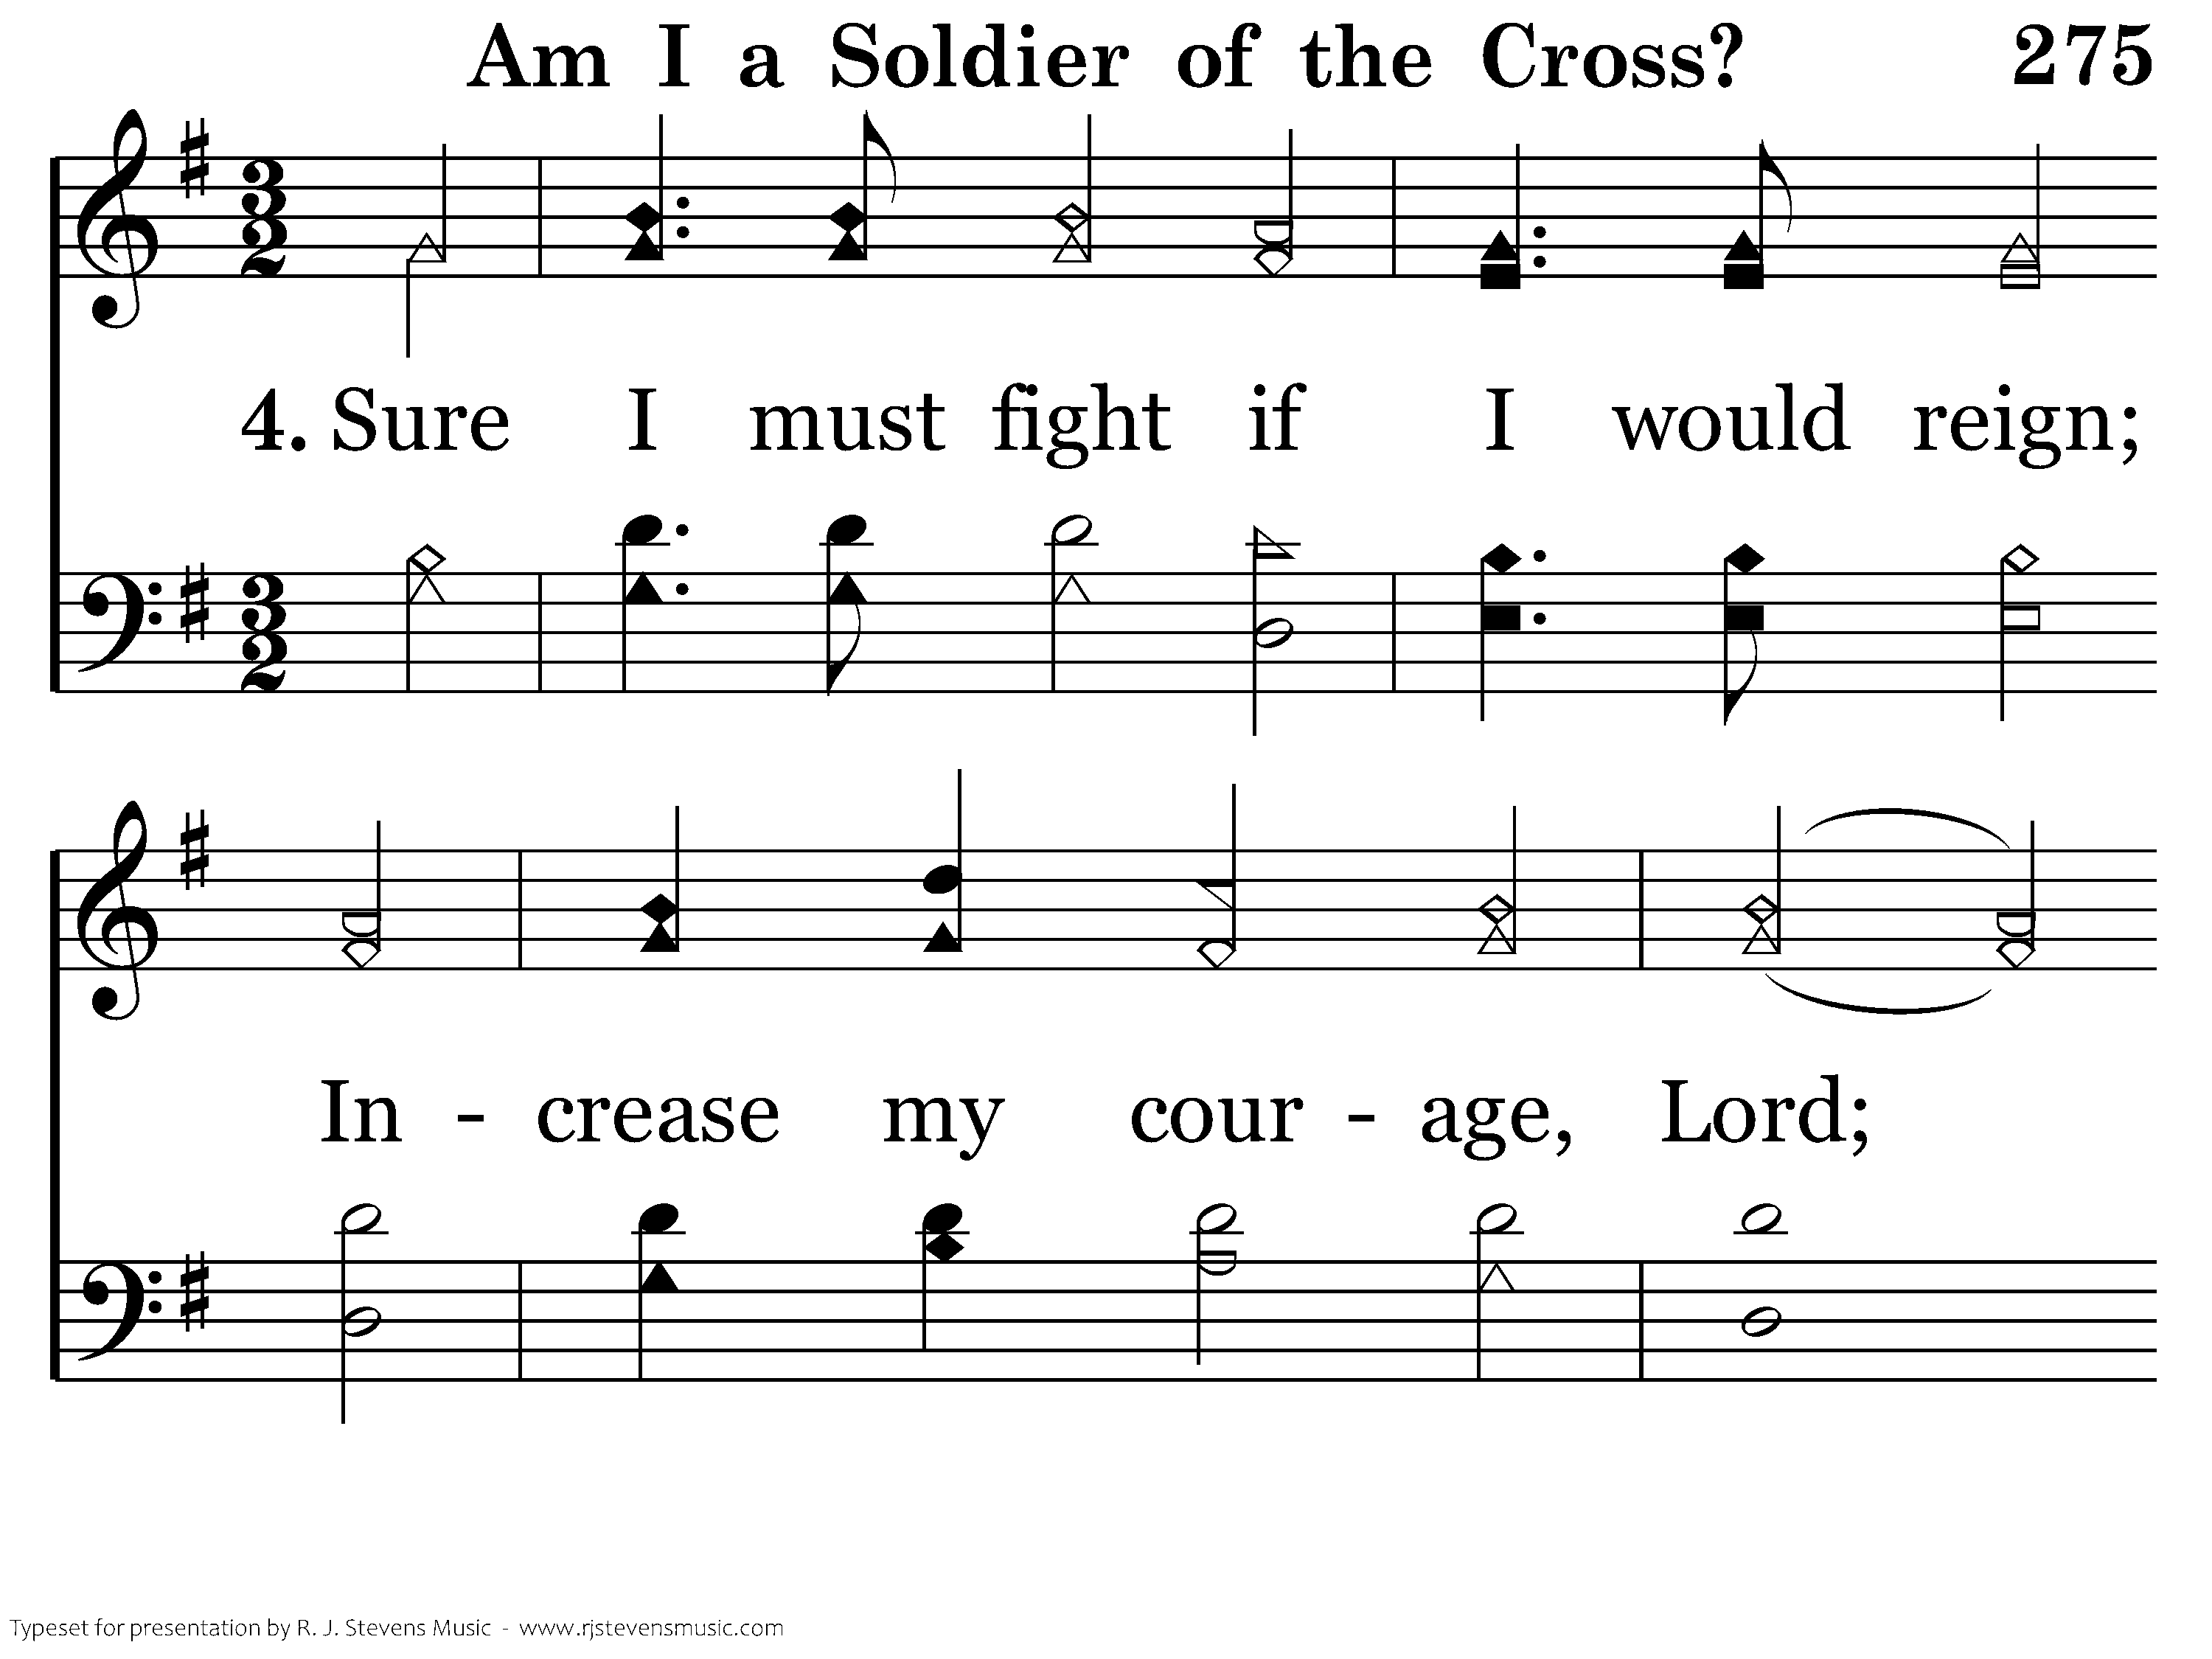 Am I a Soldier of the Cross? 275
4. Sure I must fight if I would reign;
In - crease my cour - age, Lord;
Typeset for presentation by R. J. Stevens Music - www.rjstevensmusic.com